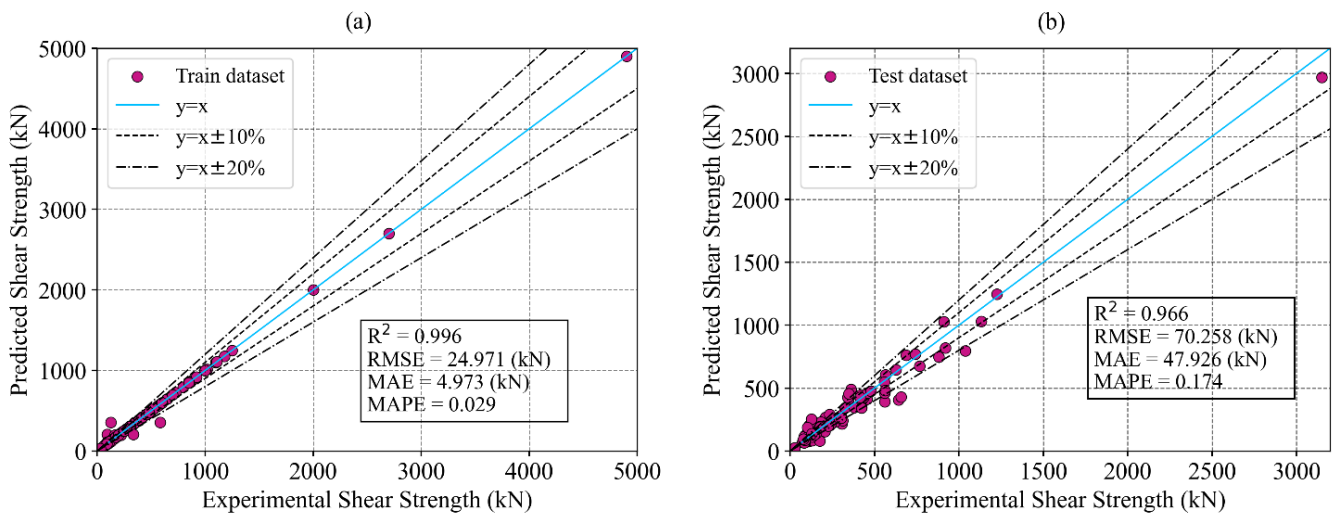 (a)
5000
4000
3000
2000
1000
0
Predicted Shear Strength (kN)
Train dataset
y=x
y=x±10%
y=x±20%
R² = 0.996
RMSE = 24.971 (kN)
MAE = 4.973 (kN)
MAPE = 0.029
0 1000 2000 3000 4000 5000
Experimental Shear Strength (kN)
(b)
3000
2500
2000
1500
1000
500
0
Predicted Shear Strength (kN)
Test dataset
y=x
y=x±10%
y=x±20%
R² = 0.966
RMSE = 70.258 (kN)
MAE = 47.926 (kN)
MAPE = 0.174
0 500 1000 1500 2000 2500 3000
Experimental Shear Strength (kN)